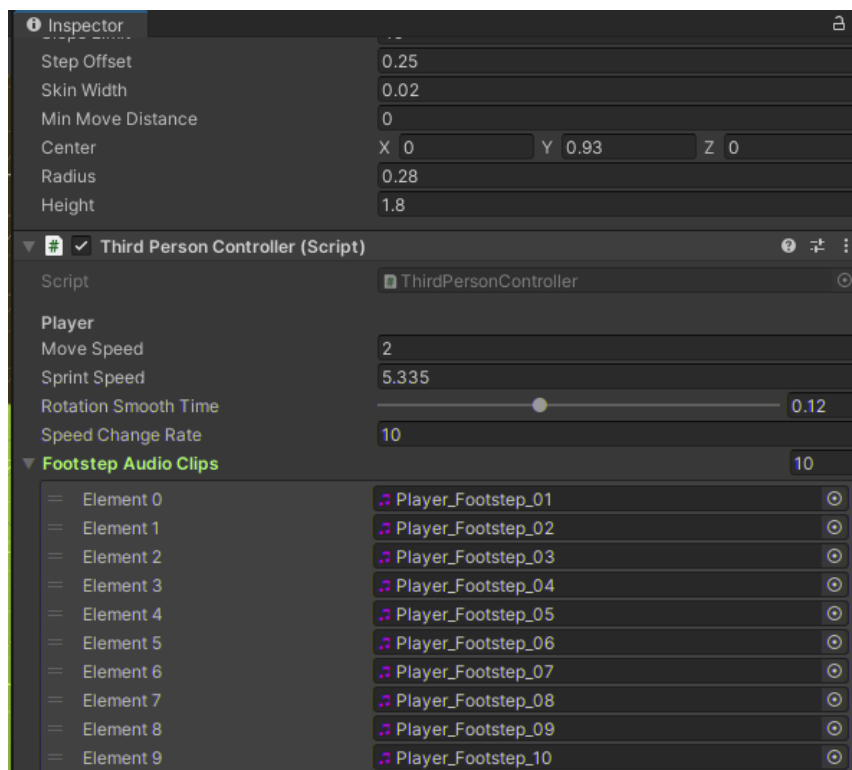 Inspector
Step Offset 0.25
Skin Width 0.02
Min Move Distance 0
Center X 0 Y 0.93 Z 0
Radius 0.28
Height 1.8
# Third Person Controller (Script)
Script ThirdPersonController
Player
Move Speed 2
Sprint Speed 5.335
Rotation Smooth Time 0.12
Speed Change Rate 10
Footstep Audio Clips 10
Element 0 Player_Footstep_01
Element 1 Player_Footstep_02
Element 2 Player_Footstep_03
Element 3 Player_Footstep_04
Element 4 Player_Footstep_05
Element 5 Player_Footstep_06
Element 6 Player_Footstep_07
Element 7 Player_Footstep_08
Element 8 Player_Footstep_09
Element 9 Player_Footstep_10